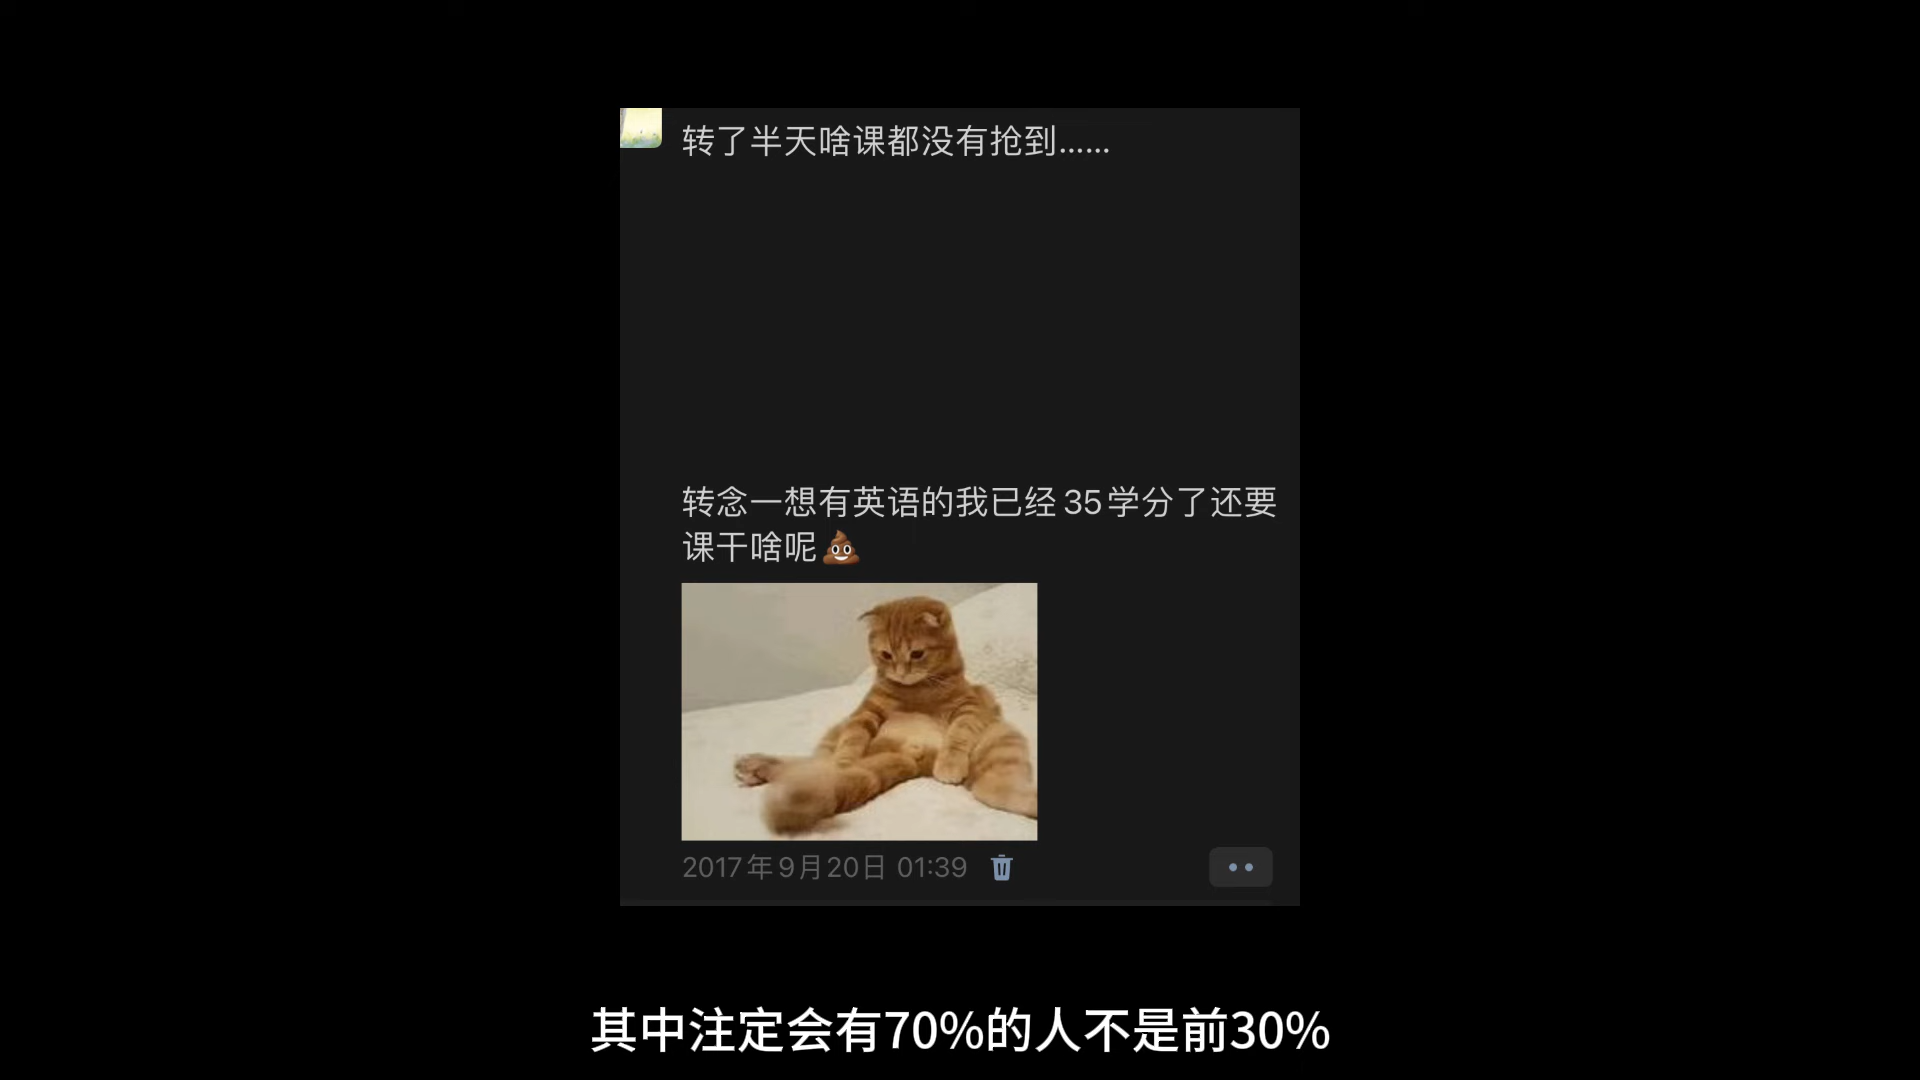 转了半天啥课都没有抢到......
转念一想有英语的我已经35学分了还要
课干啥呢💩
2017年9月20日 01:39
其中注定会有70%的人不是前30%